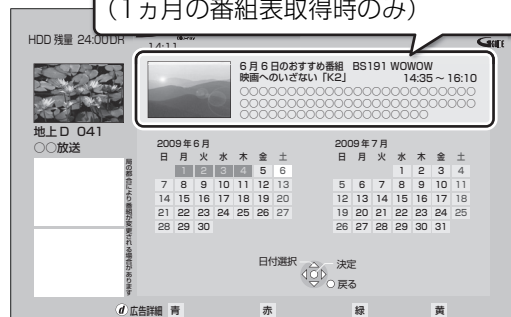 (1ヵ月の番組表取得時のみ)
HDD 残量 24:00 DR
14:11
6月6日のおすすめ番組 BS191 WOWOW
映画へのいざない「K2」 14:35~16:10
○○○○○○○○○○○○○○○○○○○○○○○○
○○○○○○○○○○○○○○○○○○○○○○○○
○○○○○○○○○○○○○○○○○○○
地上D 041
○○放送
局の都合により番組が変更される場合があります
2009年6月
日 月 火 水 木 金 土
1 2 3 4 5 6
7 8 9 10 11 12 13
14 15 16 17 18 19 20
21 22 23 24 25 26 27
28 29 30
2009年7月
日 月 火 水 木 金 土
1 2 3 4
5 6 7 8 9 10 11
12 13 14 15 16 17 18
19 20 21 22 23 24 25
26 27 28 29 30 31
日付選択 決定
戻る
d 広告詳細 青 赤 緑 黄